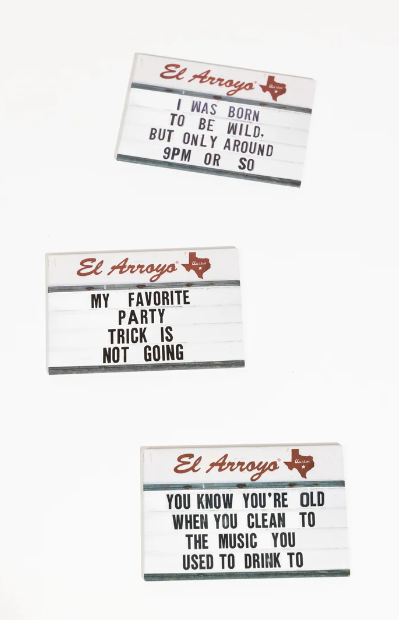 El Arroyo
I WAS BORN
TO BE WILD,
BUT ONLY AROUND
9PM OR SO
El Arroyo
MY FAVORITE
PARTY
TRICK IS
NOT GOING
El Arroyo
YOU KNOW YOU'RE OLD
WHEN YOU CLEAN TO
THE MUSIC YOU
USED TO DRINK TO